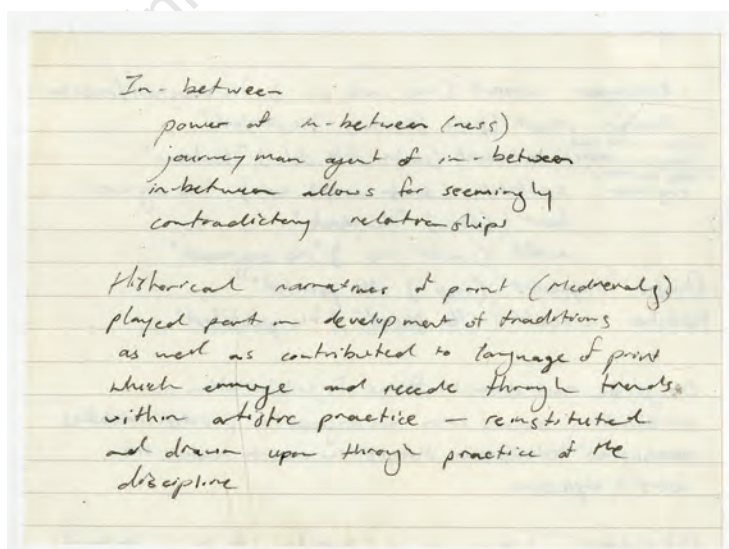 In-between
power of in-between (ness)
journeyman agent of in-between
in-between allows for seemingly
contradictory relationships
Historical narratives of print (Medievaly)
played part in development of traditions
as well as contributed to language of print
which emerge and recede through trends
within artistic practice — reinstituted
and drawn upon through practice of the
discipline